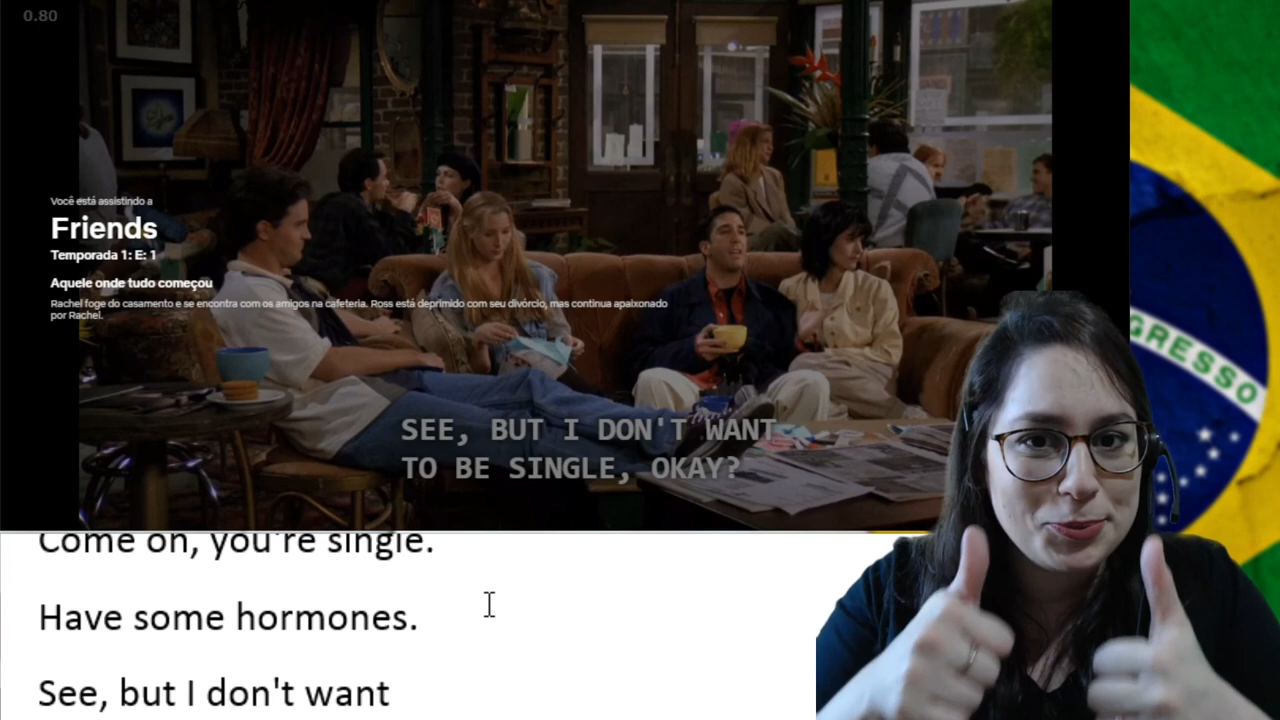 0.80
Você está assistindo a
Friends
Temporada 1: E: 1
Aquele onde tudo começou
Rachel foge do casamento e se encontra com os amigos na cafeteria. Ross está deprimido com seu divórcio, mas continua apaixonado
por Rachel.
GRESSO
SEE, BUT I DON'T WANT
TO BE SINGLE, OKAY?
Come on, you're single.
Have some hormones.
See, but I don't want